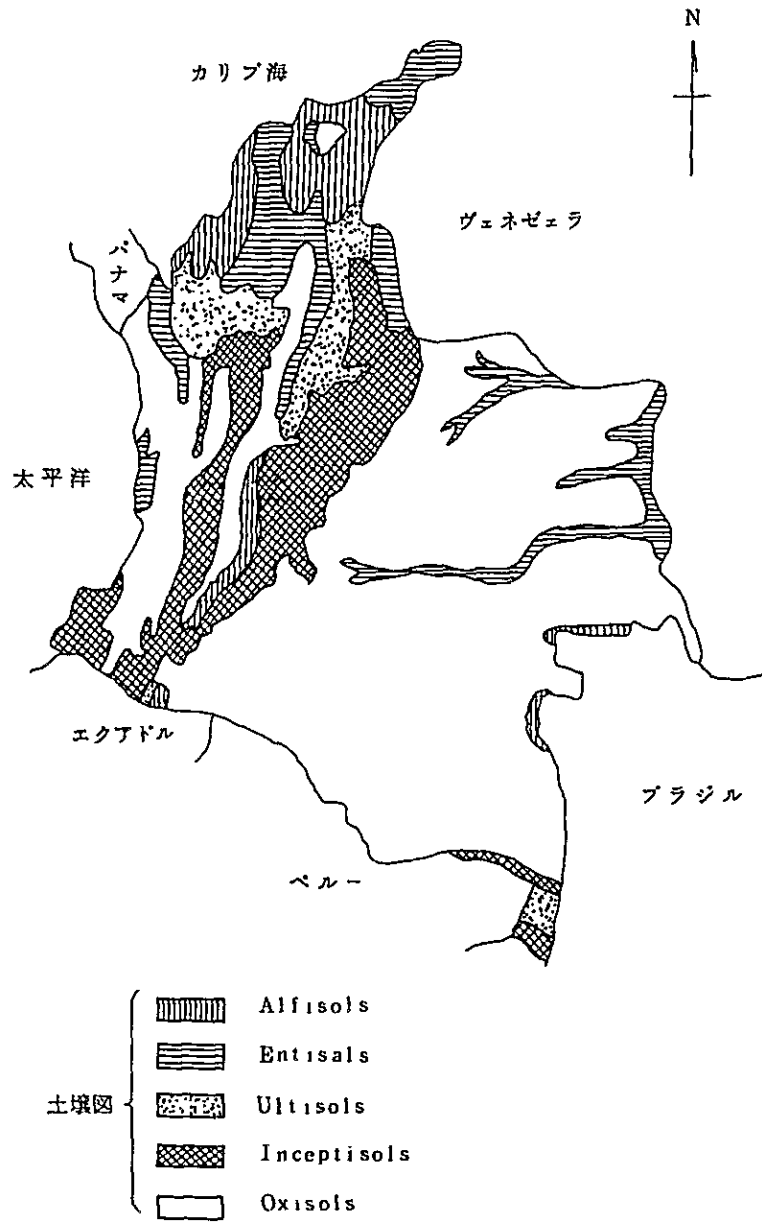 N
カリブ海
ヴェネゼェラ
パナマ
太平洋
エクアドル
ブラジル
ペルー
土壌図
Alfisols
Entisals
Ultisols
Inceptisols
Oxisols